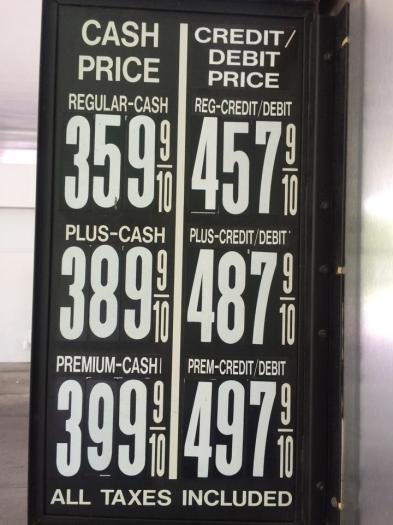 CASH
PRICE
CREDIT/
DEBIT
PRICE
REGULAR-CASH
359 9/10
REG-CREDIT/DEBIT
457 9/10
PLUS-CASH
389 9/10
PLUS-CREDIT/DEBIT
487 9/10
PREMIUM-CASH
399 9/10
PREM-CREDIT/DEBIT
497 9/10
ALL TAXES INCLUDED